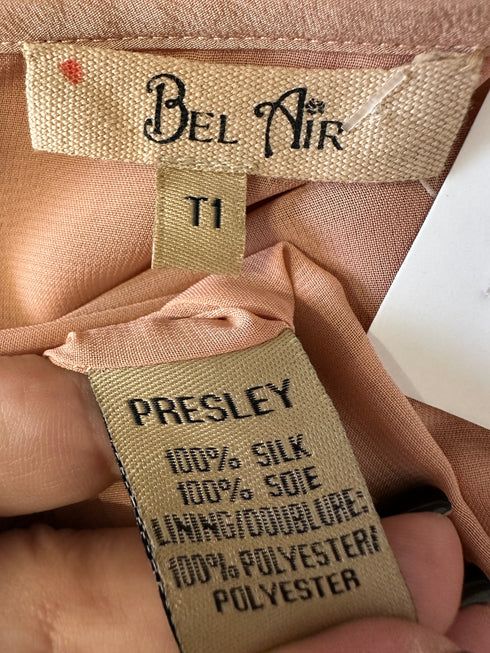 BEL AIR
T1
PRESLEY
100% SILK
100% SOIE
LINING/DOUBLURE:
100% POLYESTER/
POLYESTER